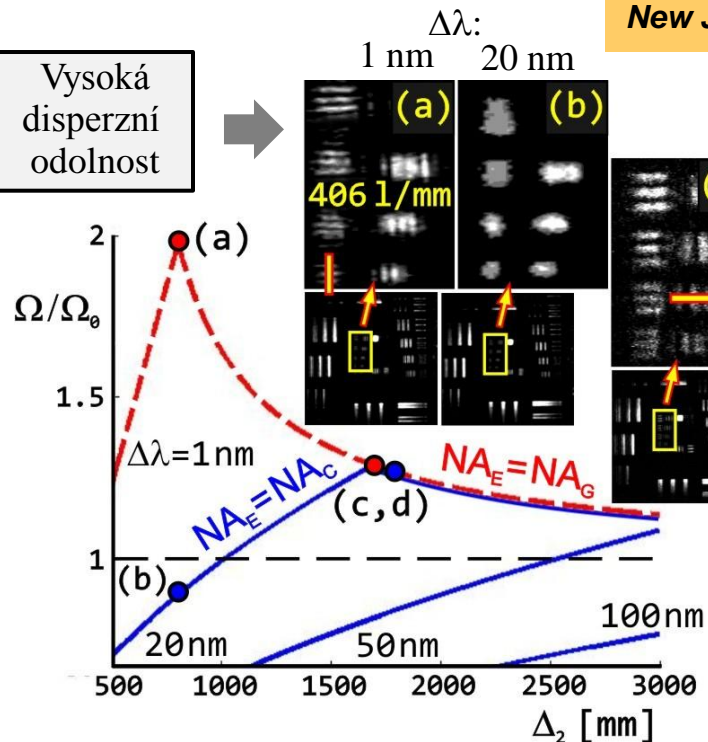 Δλ:
New J
1 nm 20 nm
Vysoká
disperzní
odolnost
(a)
(b)
(
406 l/mm
2
(a)
Ω/Ω₀
1.5
Δλ=1nm
NA_E=NA_C
NA_E=NA_G
(c,d)
1
(b)
20nm
50nm
100nm
500 1000 1500 2000 2500 3000
Δ₂ [mm]